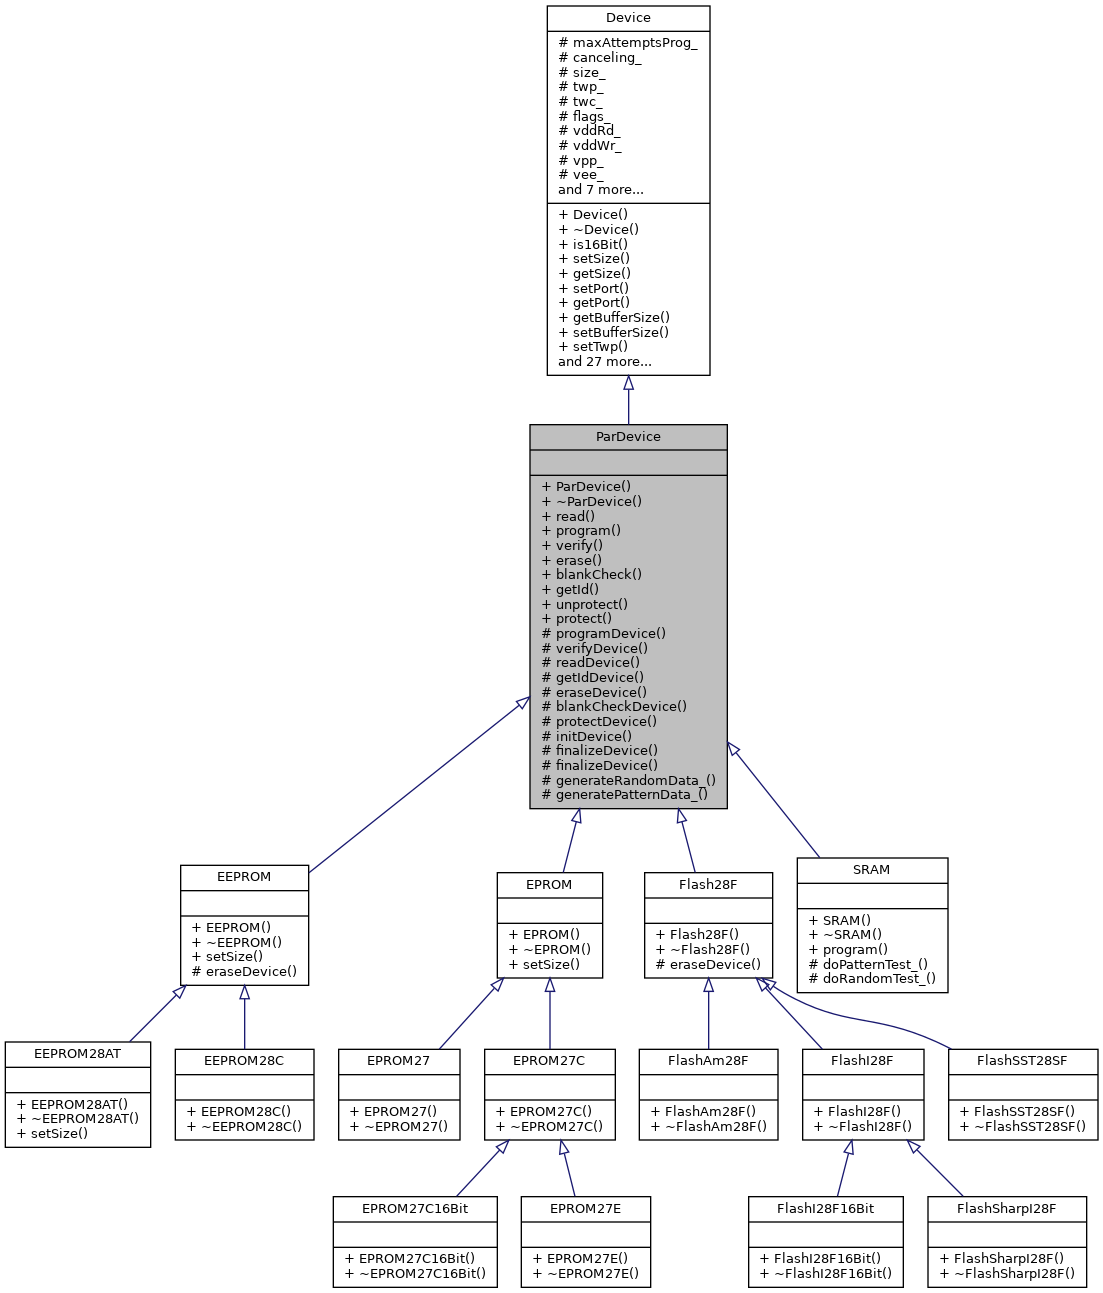 Device
# maxAttemptsProg_
# canceling_
# size_
# twp_
# twc_
# flags_
# vddRd_
# vddWr_
# vpp_
# vee_
and 7 more...
+ Device()
+ ~Device()
+ is16Bit()
+ setSize()
+ getSize()
+ setPort()
+ getPort()
+ getBufferSize()
+ setBufferSize()
+ setTwp()
and 27 more...
ParDevice
+ ParDevice()
+ ~ParDevice()
+ read()
+ program()
+ verify()
+ erase()
+ blankCheck()
+ getId()
+ unprotect()
+ protect()
# programDevice()
# verifyDevice()
# readDevice()
# getIdDevice()
# eraseDevice()
# blankCheckDevice()
# protectDevice()
# initDevice()
# finalizeDevice()
# finalizeDevice()
# generateRandomData_()
# generatePatternData_()
EEPROM
+ EEPROM()
+ ~EEPROM()
+ setSize()
# eraseDevice()
EPROM
+ EPROM()
+ ~EPROM()
+ setSize()
Flash28F
+ Flash28F()
+ ~Flash28F()
# eraseDevice()
SRAM
+ SRAM()
+ ~SRAM()
+ program()
# doPatternTest_()
# doRandomTest_()
EEPROM28AT
+ EEPROM28AT()
+ ~EEPROM28AT()
+ setSize()
EEPROM28C
+ EEPROM28C()
+ ~EEPROM28C()
EPROM27
+ EPROM27()
+ ~EPROM27()
EPROM27C
+ EPROM27C()
+ ~EPROM27C()
FlashAm28F
+ FlashAm28F()
+ ~FlashAm28F()
FlashI28F
+ FlashI28F()
+ ~FlashI28F()
FlashSST28SF
+ FlashSST28SF()
+ ~FlashSST28SF()
EPROM27C16Bit
+ EPROM27C16Bit()
+ ~EPROM27C16Bit()
EPROM27E
+ EPROM27E()
+ ~EPROM27E()
FlashI28F16Bit
+ FlashI28F16Bit()
+ ~FlashI28F16Bit()
FlashSharpI28F
+ FlashSharpI28F()
+ ~FlashSharpI28F()